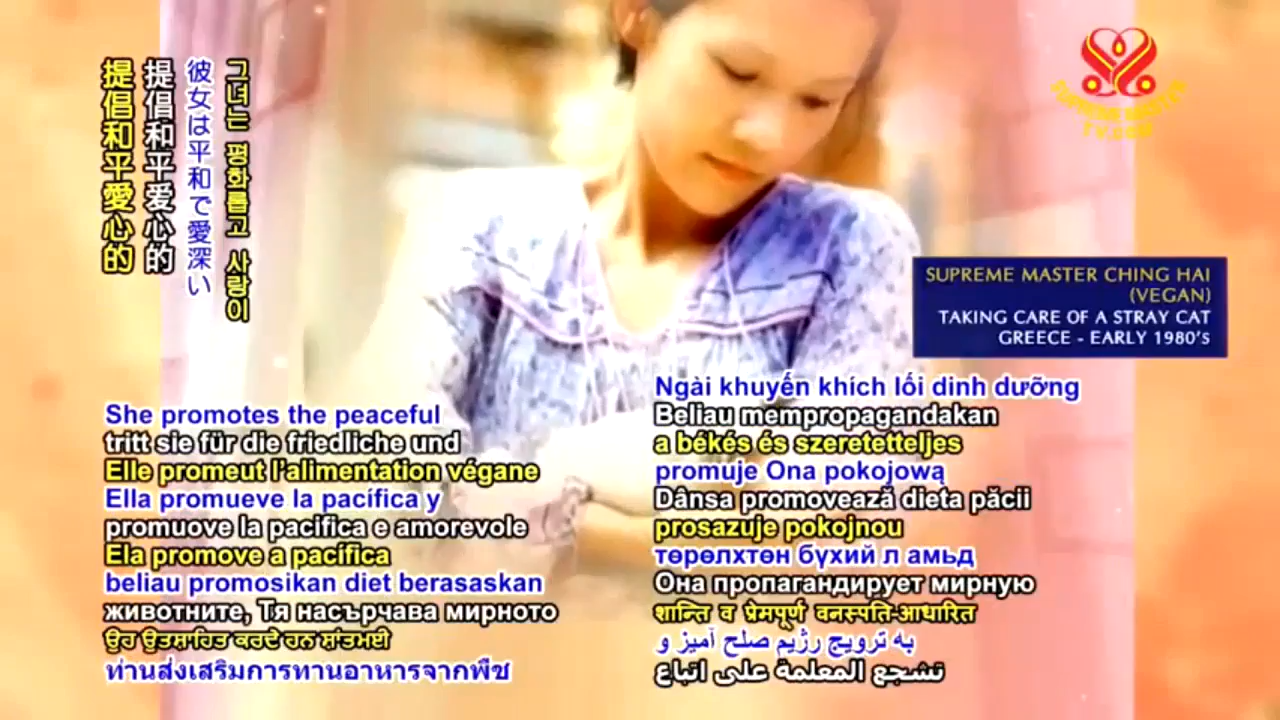 提倡和平愛心的
提倡和平爱心的
彼女は平和で愛深い
그녀는 평화롭고 사랑이
SUPREME MASTER
TV.com
SUPREME MASTER CHING HAI
(VEGAN)
TAKING CARE OF A STRAY CAT
GREECE - EARLY 1980'S
She promotes the peaceful
tritt sie für die friedliche und
Elle promeut l'alimentation végane
Ella promueve la pacífica y
promuove la pacifica e amorevole
Ela promove a pacífica
beliau promosikan diet berasaskan
животните, Тя насърчава мирното
ਉਹ ਉਤਸ਼ਾਹਿਤ ਕਰਦੇ ਹਨ ਸ਼ਾਂਤਮਈ
ท่านส่งเสริมการทานอาหารจากพืช
Ngài khuyến khích lối dinh dưỡng
Beliau mempropagandakan
a békés és szeretetteljes
promuje Ona pokojową
Dânsa promovează dieta păcii
prosazuje pokojnou
төрөлхтөн бүхий л амьд
Она пропагандирует мирную
शान्ति व प्रेमपूर्ण वनस्पति-आधारित
به ترویج رژیم صلح آمیز و
تشجع المعلمة على اتباع